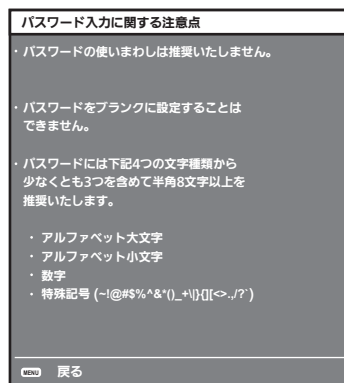 パスワード入力に関する注意点
・パスワードの使いまわしは推奨いたしません。
・パスワードをブランクに設定することは
できません。
・パスワードには下記4つの文字種類から
少なくとも3つを含めて半角8文字以上を
推奨いたします。
・ アルファベット大文字
・ アルファベット小文字
・ 数字
・ 特殊記号 (~!@#$%^&*()_+\|}{][<>.,/?`)
MENU 戻る